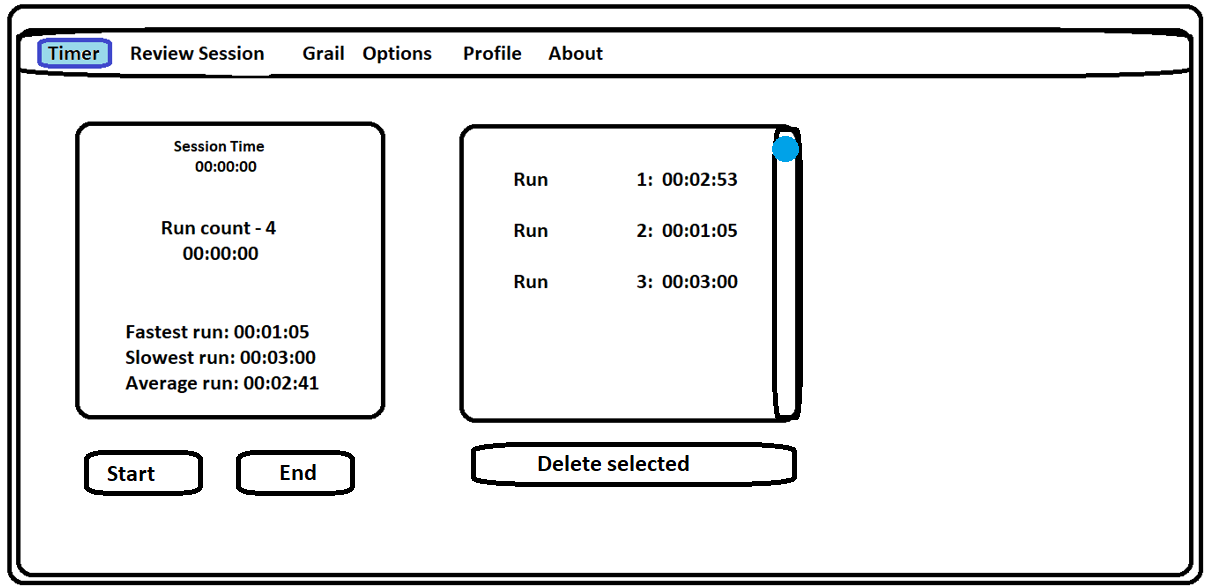 Timer Review Session Grail Options Profile About
Session Time
00:00:00
Run count - 4
00:00:00
Fastest run: 00:01:05
Slowest run: 00:03:00
Average run: 00:02:41
Run 1: 00:02:53
Run 2: 00:01:05
Run 3: 00:03:00
Start
End
Delete selected